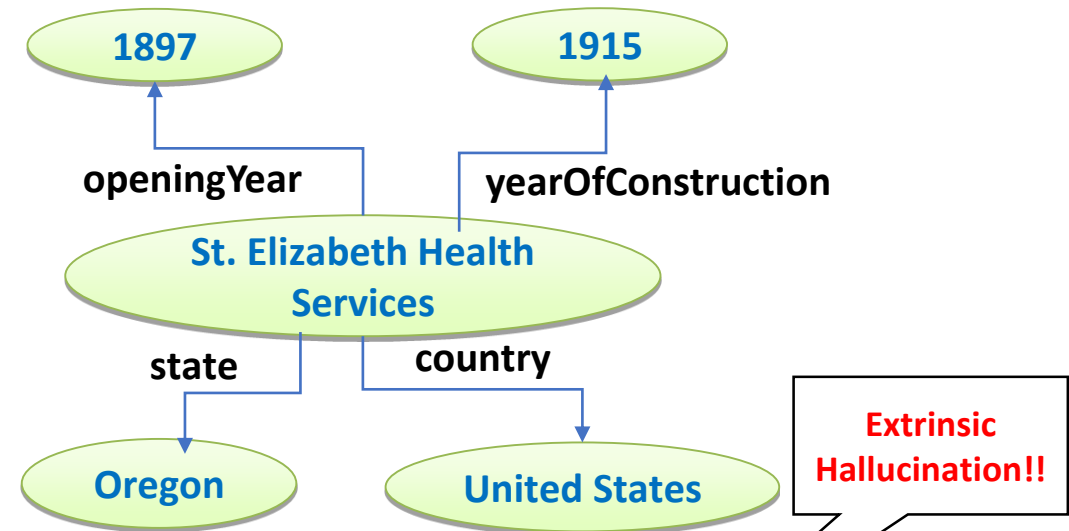 1897
1915
openingYear
yearOfConstruction
St. Elizabeth Health
Services
state
country
Oregon
United States
Extrinsic
Hallucination!!